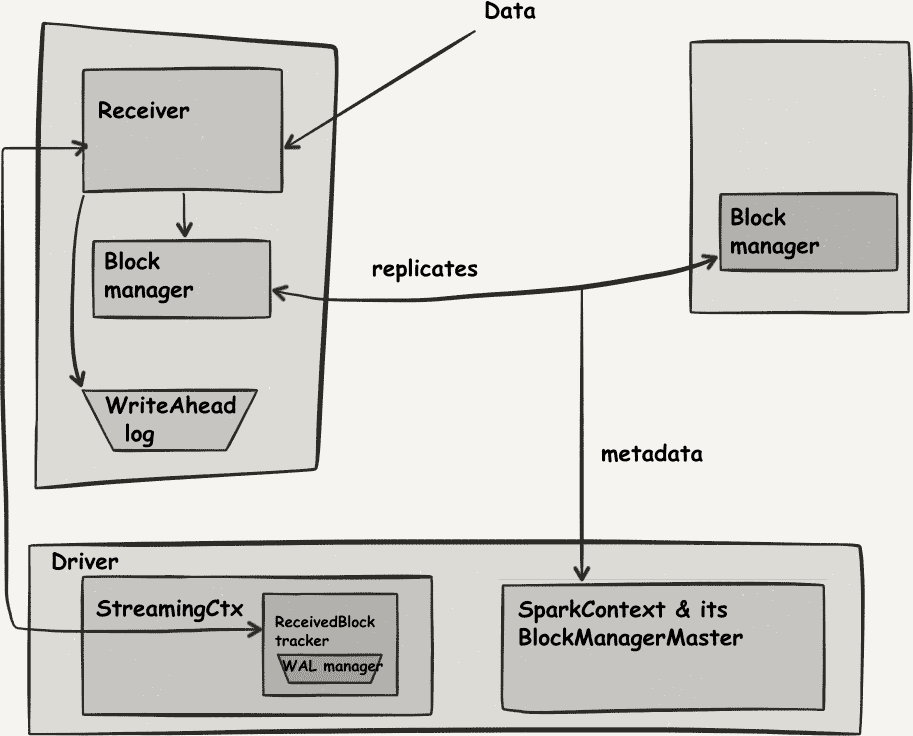 Data
Receiver
Block
manager
replicates
Block
manager
WriteAhead
log
metadata
Driver
StreamingCtx
ReceivedBlock
tracker
WAL manager
SparkContext & its
BlockManagerMaster